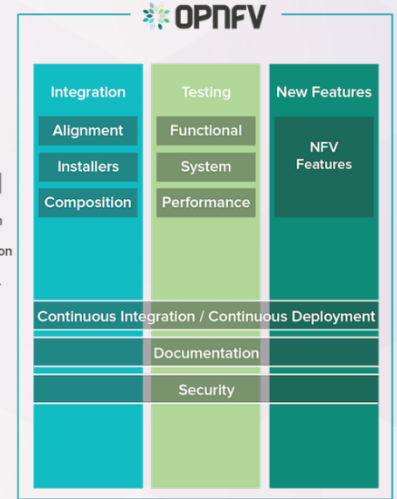 OPNFV
Integration
Testing
New Features
Alignment
Functional
NFV
Features
Installers
System
Composition
Performance
Continuous Integration / Continuous Deployment
Documentation
Security